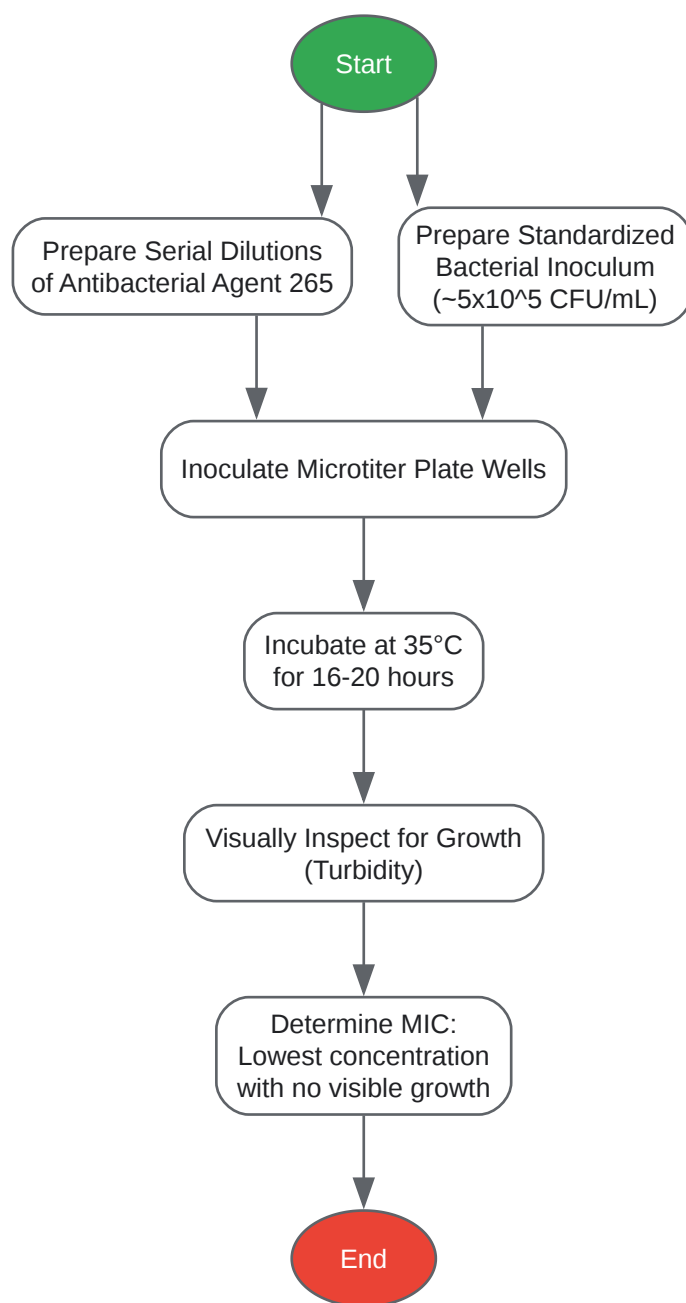 Start
Prepare Serial Dilutions
of Antibacterial Agent 265
Prepare Standardized
Bacterial Inoculum
(~5x10^5 CFU/mL)
Inoculate Microtiter Plate Wells
Incubate at 35°C
for 16-20 hours
Visually Inspect for Growth
(Turbidity)
Determine MIC:
Lowest concentration
with no visible growth
End